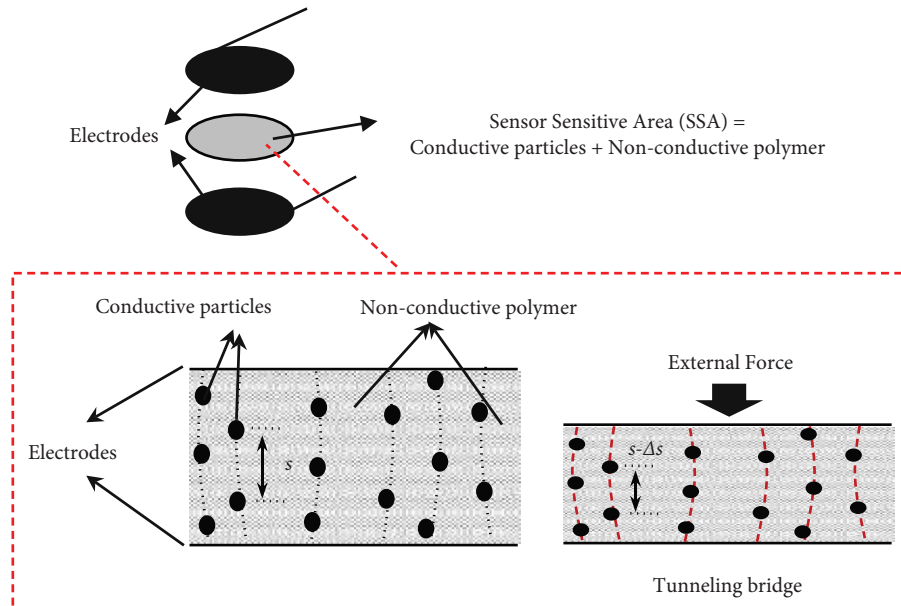 Electrodes
Sensor Sensitive Area (SSA) =
Conductive particles + Non-conductive polymer
Conductive particles
Non-conductive polymer
External Force
Electrodes
s
s-Δs
Tunneling bridge